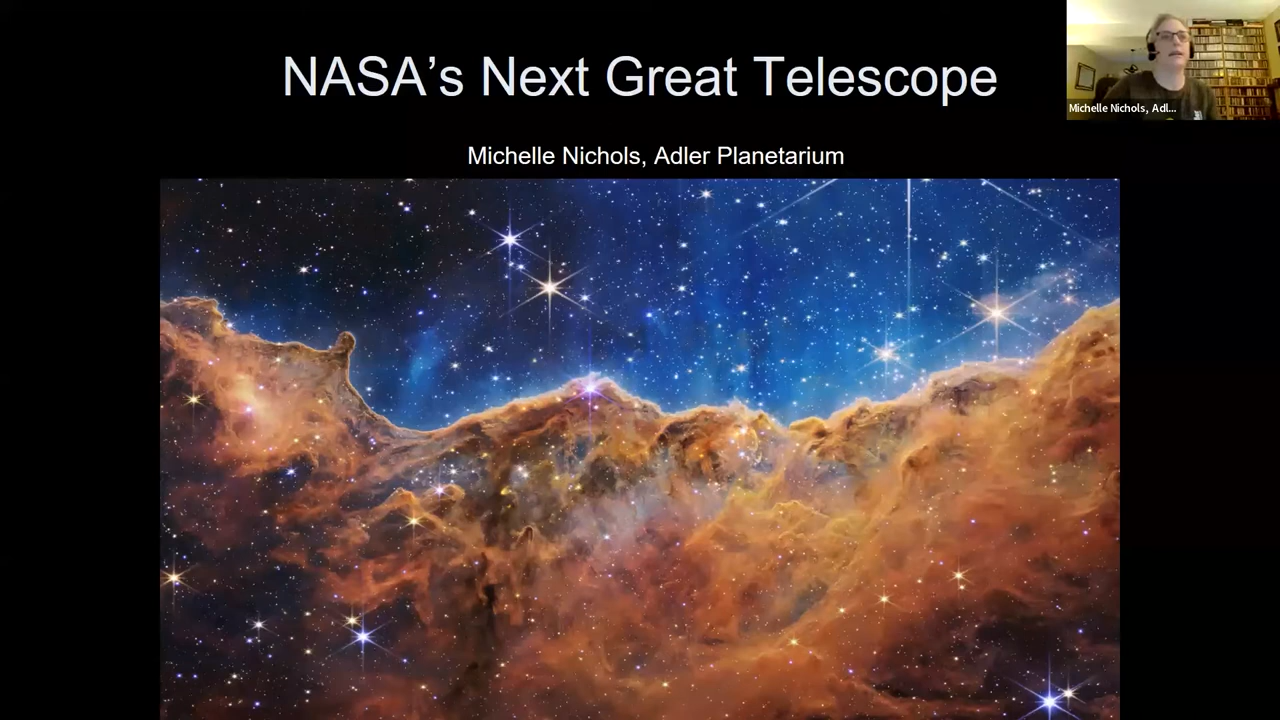 NASA’s Next Great Telescope
Michelle Nichols, Adler Planetarium
Michelle Nichols, Adl...